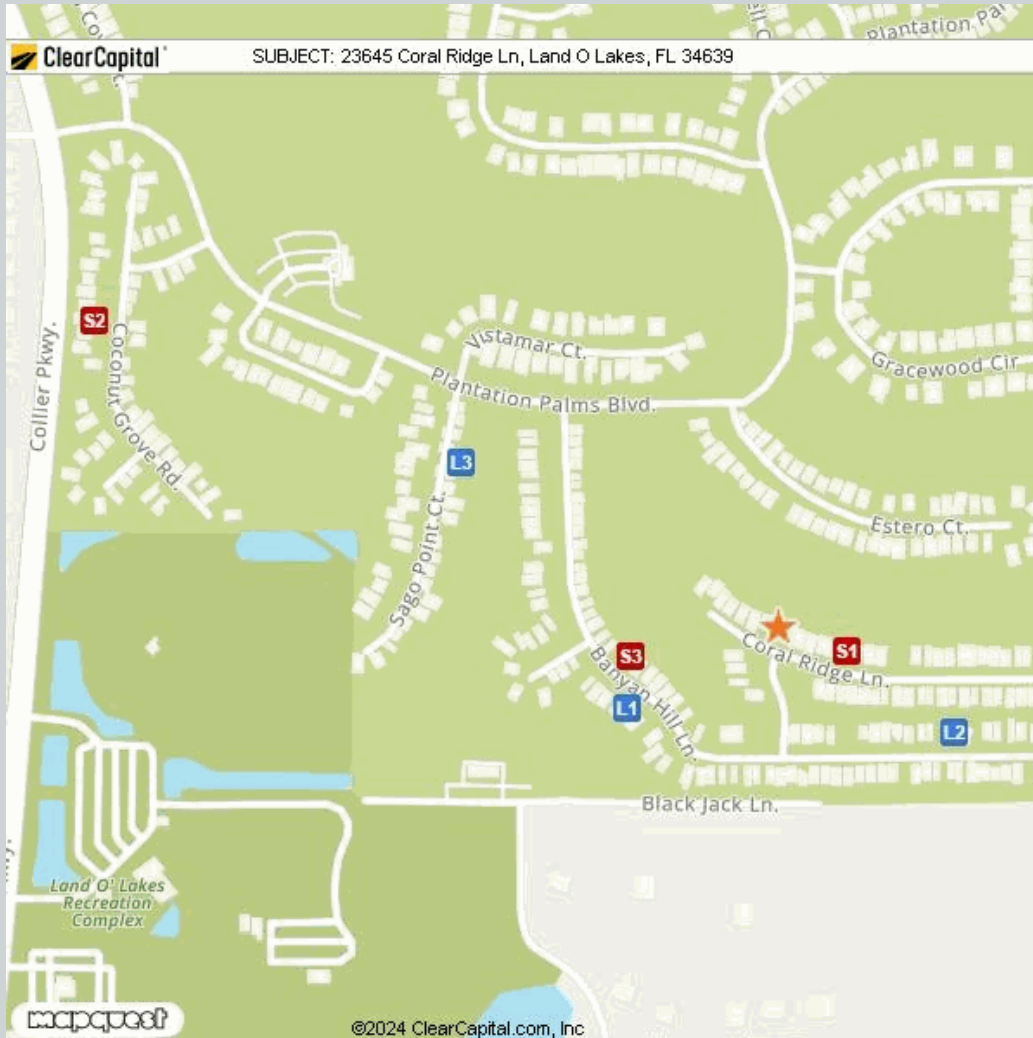 Plantation
ClearCapital
SUBJECT: 23645 Coral Ridge Ln, Land O Lakes, FL 34639
S2
Collier Pkwy.
Coconut Grove Rd.
Vistamar Ct.
Plantation Palms Blvd.
Gracewood Cir
L3
Sago Point Ct.
Estero Ct.
S3
Banyan Hill Ln.
L1
S1
Coral Ridge Ln.
L2
Black Jack Ln.
Land O' Lakes
Recreation
Complex
mapquest
©2024 ClearCapital.com, Inc